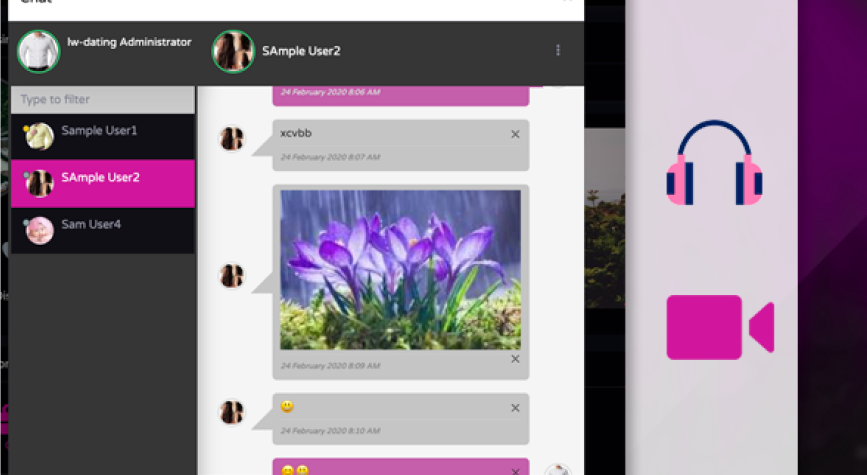 Chat
lw-dating Administrator
SAmple User2
Type to filter
Sample User1
SAmple User2
Sam User4
24 February 2020 8:06 AM
xcvbb
24 February 2020 8:07 AM
24 February 2020 8:09 AM
24 February 2020 8:10 AM